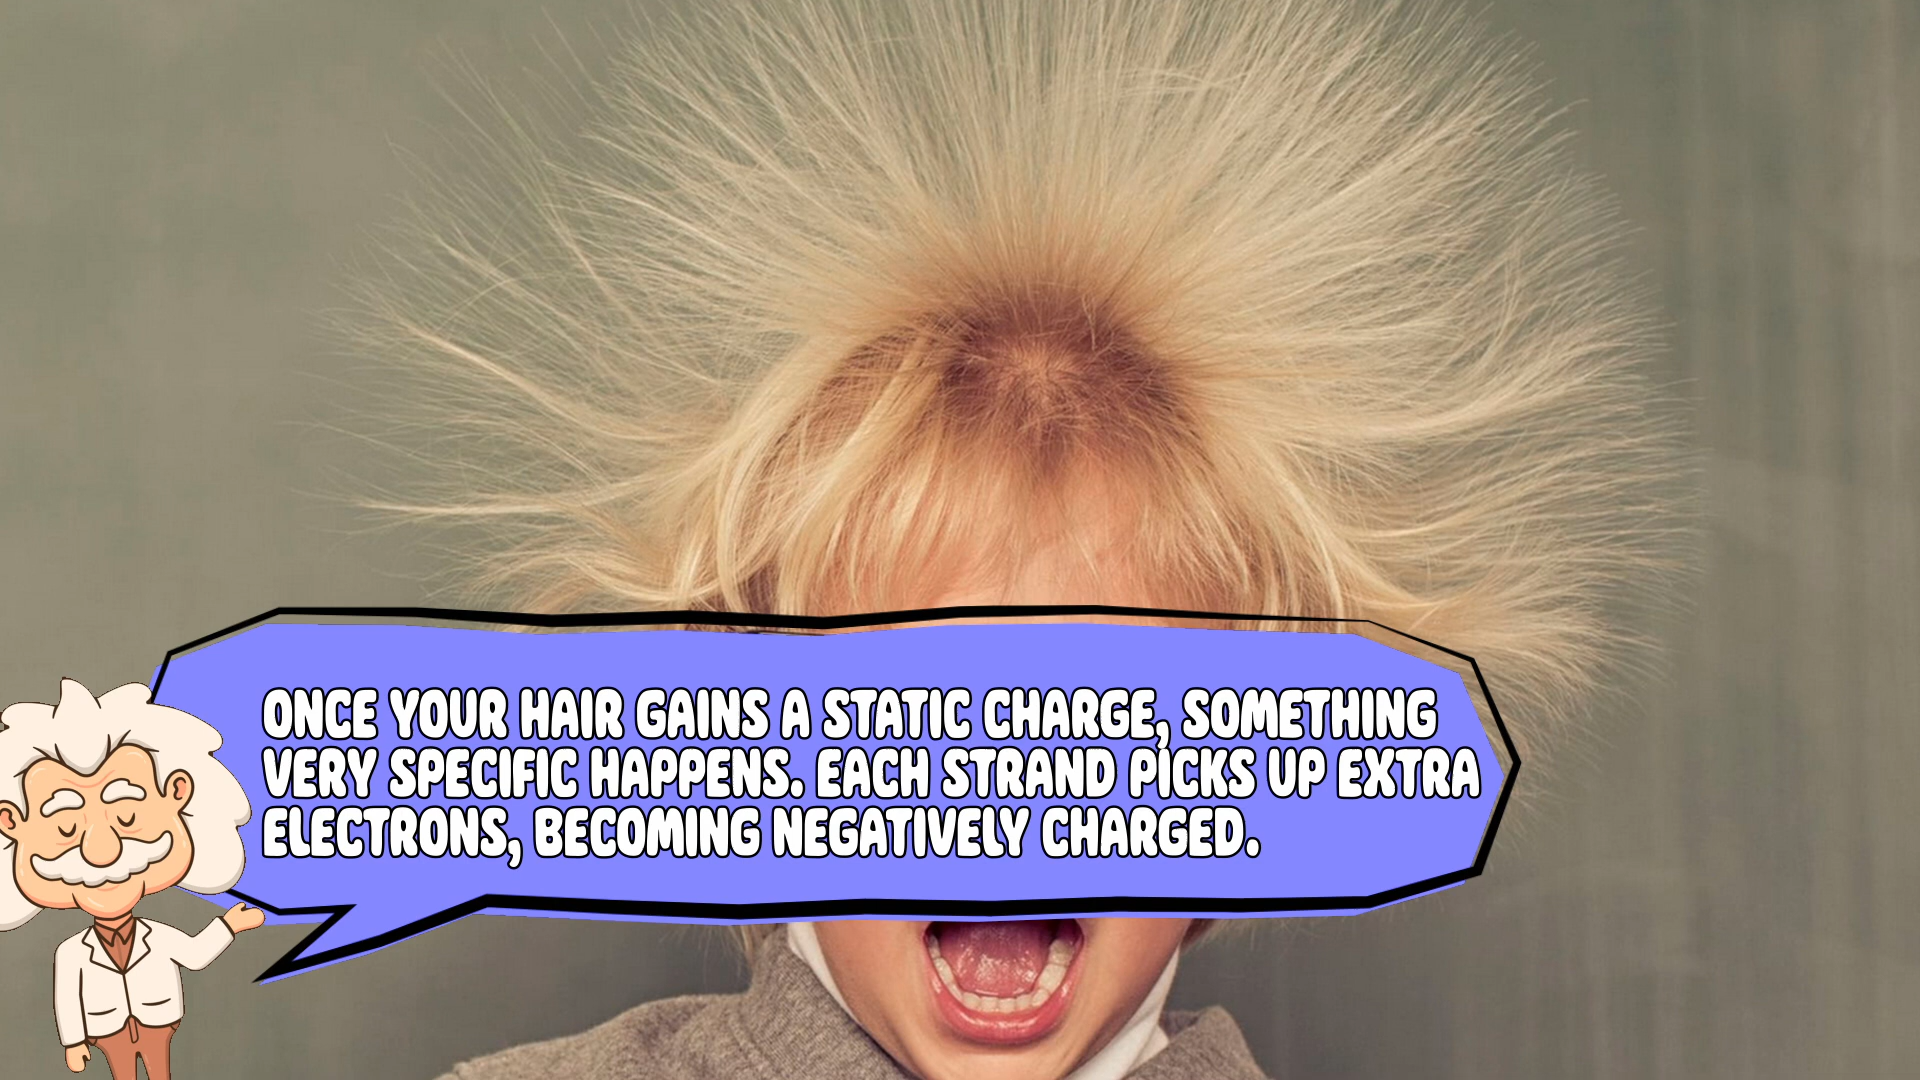 ONCE YOUR HAIR GAINS A STATIC CHARGE, SOMETHING
VERY SPECIFIC HAPPENS. EACH STRAND PICKS UP EXTRA
ELECTRONS, BECOMING NEGATIVELY CHARGED.